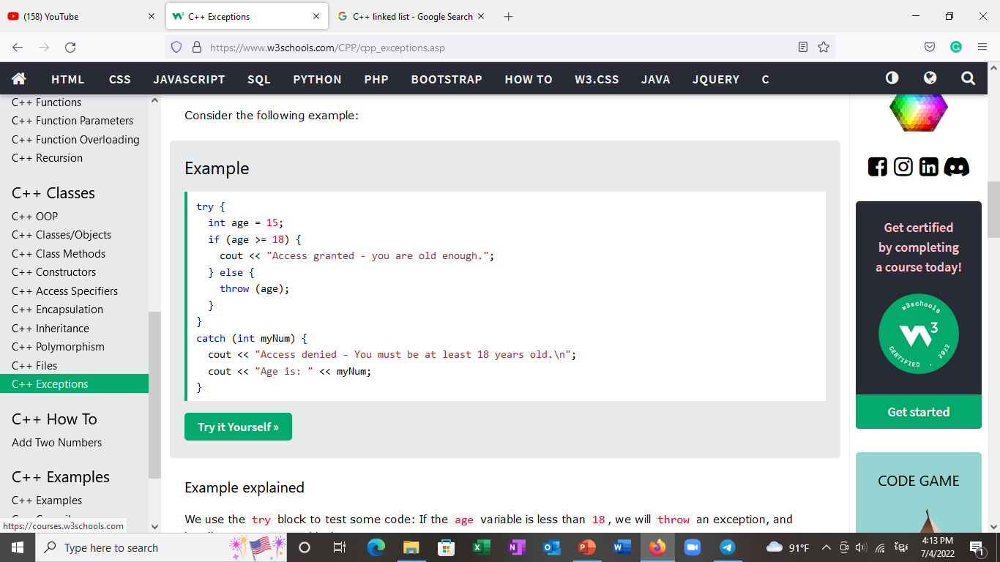 (158) YouTube
C++ Exceptions
C++ linked list - Google Search
https://www.w3schools.com/CPP/cpp_exceptions.asp
HTML CSS JAVASCRIPT SQL PYTHON PHP BOOTSTRAP HOW TO W3.CSS JAVA JQUERY C
C++ Functions
C++ Function Parameters
C++ Function Overloading
C++ Recursion
C++ Classes
C++ OOP
C++ Classes/Objects
C++ Class Methods
C++ Constructors
C++ Access Specifiers
C++ Encapsulation
C++ Inheritance
C++ Polymorphism
C++ Files
C++ Exceptions
C++ How To
Add Two Numbers
C++ Examples
C++ Examples
https://courses.w3schools.com
Consider the following example:
Example
try {
int age = 15;
if (age >= 18) {
cout << "Access granted - you are old enough.";
} else {
throw (age);
}
}
catch (int myNum) {
cout << "Access denied - You must be at least 18 years old.\n";
cout << "Age is: " << myNum;
}
Try it Yourself »
Example explained
We use the try block to test some code: If the age variable is less than 18, we will throw an exception, and
Get certified
by completing
a course today!
w3schools
3
CERTIFIED . 2022
Get started
CODE GAME
Type here to search
91°F
4:13 PM
7/4/2022
1